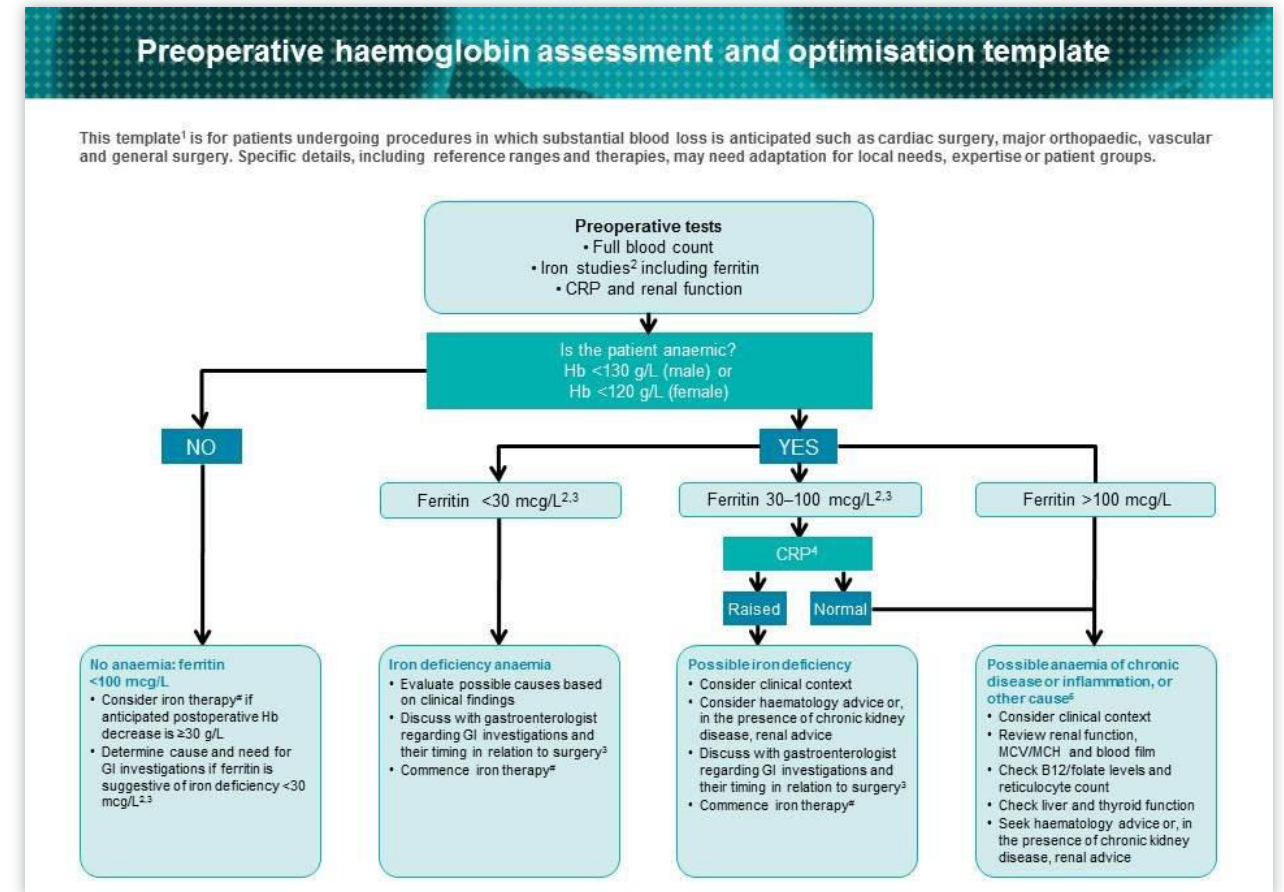 Preoperative haemoglobin assessment and optimisation template
This template¹ is for patients undergoing procedures in which substantial blood loss is anticipated such as cardiac surgery, major orthopaedic, vascular
and general surgery. Specific details, including reference ranges and therapies, may need adaptation for local needs, expertise or patient groups.
Preoperative tests
• Full blood count
• Iron studies² including ferritin
• CRP and renal function
Is the patient anaemic?
Hb <130 g/L (male) or
Hb <120 g/L (female)
NO
YES
Ferritin <30 mcg/L²,³
Ferritin 30–100 mcg/L²,³
Ferritin >100 mcg/L
CRP⁴
Raised
Normal
No anaemia: ferritin
<100 mcg/L
• Consider iron therapy# if
anticipated postoperative Hb
decrease is ≥30 g/L
• Determine cause and need for
GI investigations if ferritin is
suggestive of iron deficiency <30
mcg/L²,³
Iron deficiency anaemia
• Evaluate possible causes based
on clinical findings
• Discuss with gastroenterologist
regarding GI investigations and
their timing in relation to surgery³
• Commence iron therapy#
Possible iron deficiency
• Consider clinical context
• Consider haematology advice or,
in the presence of chronic kidney
disease, renal advice
• Discuss with gastroenterologist
regarding GI investigations and
their timing in relation to surgery³
• Commence iron therapy#
Possible anaemia of chronic
disease or inflammation, or
other cause⁵
• Consider clinical context
• Review renal function,
MCV/MCH and blood film
• Check B12/folate levels and
reticulocyte count
• Check liver and thyroid function
• Seek haematology advice or, in
the presence of chronic kidney
disease, renal advice